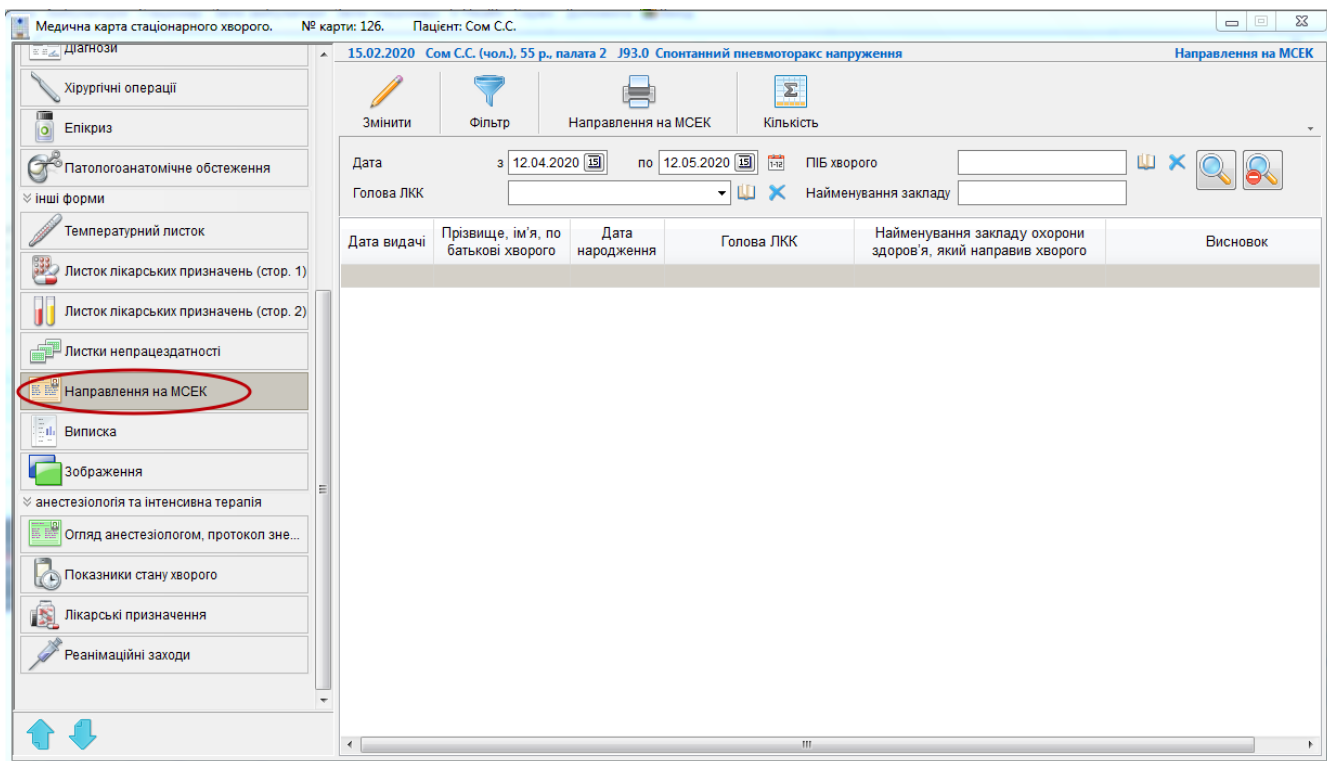 Медична карта стаціонарного хворого. № карти: 126. Пацієнт: Сом С.С.
Діагнози
Хірургічні операції
Епікриз
Патологоанатомічне обстеження
інші форми
Температурний листок
Листок лікарських призначень (стор. 1)
Листок лікарських призначень (стор. 2)
Листки непрацездатності
Направлення на МСЕК
Виписка
Зображення
анестезіологія та інтенсивна терапія
Огляд анестезіологом, протокол зне...
Показники стану хворого
Лікарські призначення
Реанімаційні заходи
15.02.2020 Сом С.С. (чол.), 55 р., палата 2 J93.0 Спонтанний пневмоторакс напруження Направлення на МСЕК
Змінити Фільтр Направлення на МСЕК Кількість
Дата з 12.04.2020 15 по 12.05.2020 15 1-12 ПІБ хворого
Голова ЛКК Найменування закладу
Дата видачі Прізвище, ім'я, по батькові хворого Дата народження Голова ЛКК Найменування закладу охорони здоров'я, який направив хворого Висновок